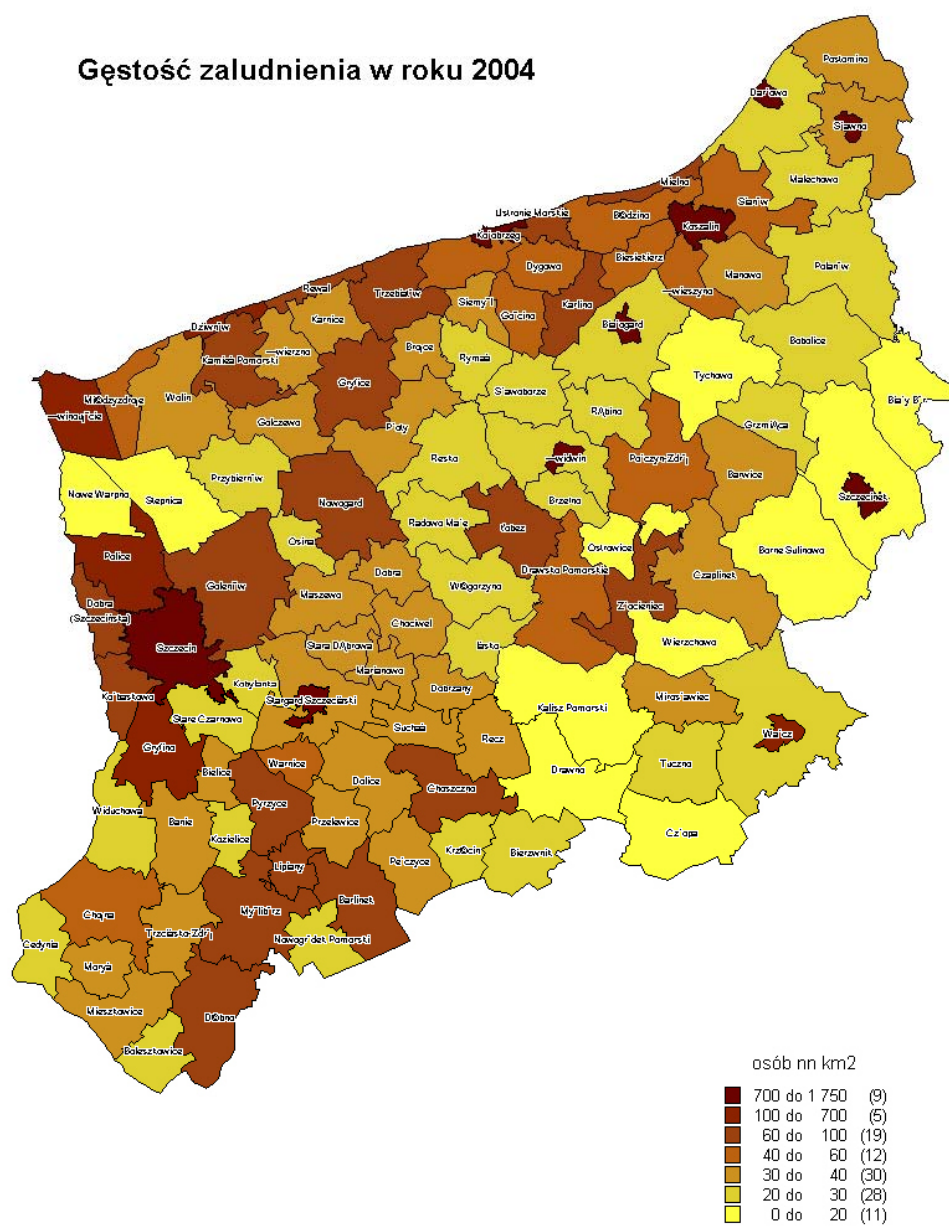 Gęstość zaludnienia w roku 2004
Postomino
Darłowo
Sławno
Malechowo
Mielno
Sianów
Ustronie Morskie
Będzino
Koszalin
Kołobrzeg
Biesiekierz
Polanów
Dygowo
Manowo
Rewal
Trzebiatów
Siemyśl
Gościno
Karlino
Karnice
Dziwnów
Białogard
Bobolice
Kamień Pomorski
Brojce
Rymań
Tychowo
Gryfice
Sławoborze
Międzyzdroje
Wolin
Rąbino
Grzmiąca
Golczewo
Płoty
Resko
Barwice
Przybiernów
Brzeżno
Szczecinek
Nowe Warpno
Stepnica
Nowogard
Radowo Małe
Łobez
Osina
Ostrowice
Borne Sulinowo
Police
Goleniów
Dobra
Drawsko Pomorskie
Czaplinek
Maszewo
Węgorzyno
Dobra
(Szczecińska)
Chociwel
Złocieniec
Szczecin
Stara Dąbrowa
Ińsko
Wierzchowo
Marianowo
Kobylanka
Kołbaskowo
Stargard Szczeciński
Dobrzany
Mirosławiec
Stare Czarnowo
Kalisz Pomorski
Suchań
Wałcz
Gryfino
Recz
Warnice
Bielice
Dolice
Drawno
Tuczno
Pyrzyce
Choszczno
Widuchowa
Banie
Przelewice
Kozielice
Człopa
Krzęcin
Bierzwnik
Lipiany
Pełczyce
Barlinek
Chojna
Myślibórz
Trzcińsko-Zdrój
Nowogródek Pomorski
Cedynia
Moryń
Mieszkowice
Dębno
Boleszkowice
osób nn km2
700 do 1 750 (9)
100 do 700 (5)
60 do 100 (19)
40 do 60 (12)
30 do 40 (30)
20 do 30 (28)
0 do 20 (11)